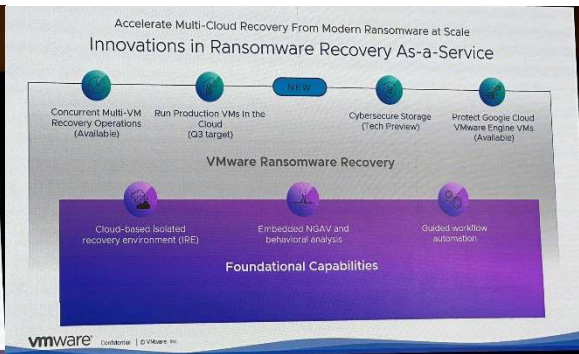 Accelerate Multi-Cloud Recovery From Modern Ransomware at Scale
Innovations in Ransomware Recovery As-a-Service
NEW
Concurrent Multi-VM
Recovery Operations
(Available)
Run Production VMs In the
Cloud
(Q3 target)
Cybersecure Storage
(Tech Preview)
Protect Google Cloud
VMware Engine VMs
(Available)
VMware Ransomware Recovery
Cloud-based Isolated
recovery environment (IRE)
Embedded NGAV and
behavioral analysis
Guided workflow
automation
Foundational Capabilities
vmware
Confidential | © VMware, Inc.